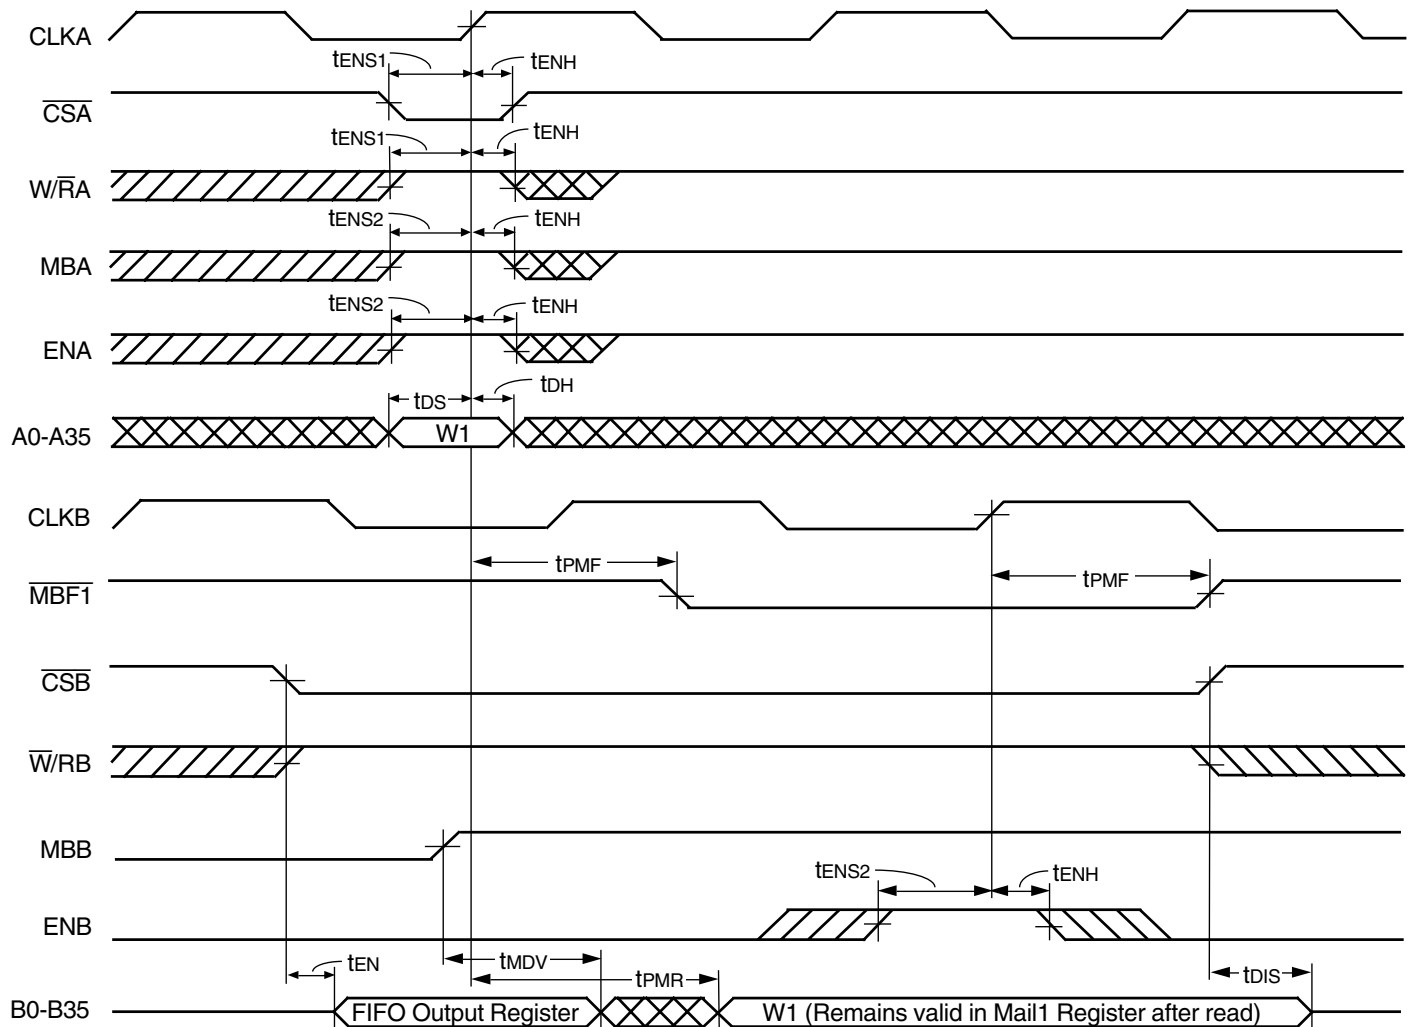 CLKA
tENS1 tENH
CSA
tENS1 tENH
W/RA
tENS2 tENH
MBA
tENS2 tENH
ENA
tDS tDH
A0-A35 W1
CLKB
tPMF tPMF
MBF1
CSB
W/RB
MBB
tENS2 tENH
ENB
tEN tMDV tPMR tDIS
B0-B35 FIFO Output Register W1 (Remains valid in Mail1 Register after read)